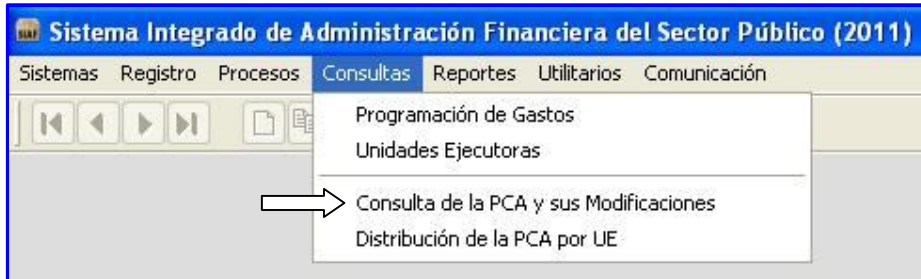 SIAF Sistema Integrado de Administración Financiera del Sector Público (2011)
Sistemas Registro Procesos Consultas Reportes Utilitarios Comunicación
Programación de Gastos
Unidades Ejecutoras
Consulta de la PCA y sus Modificaciones
Distribución de la PCA por UE